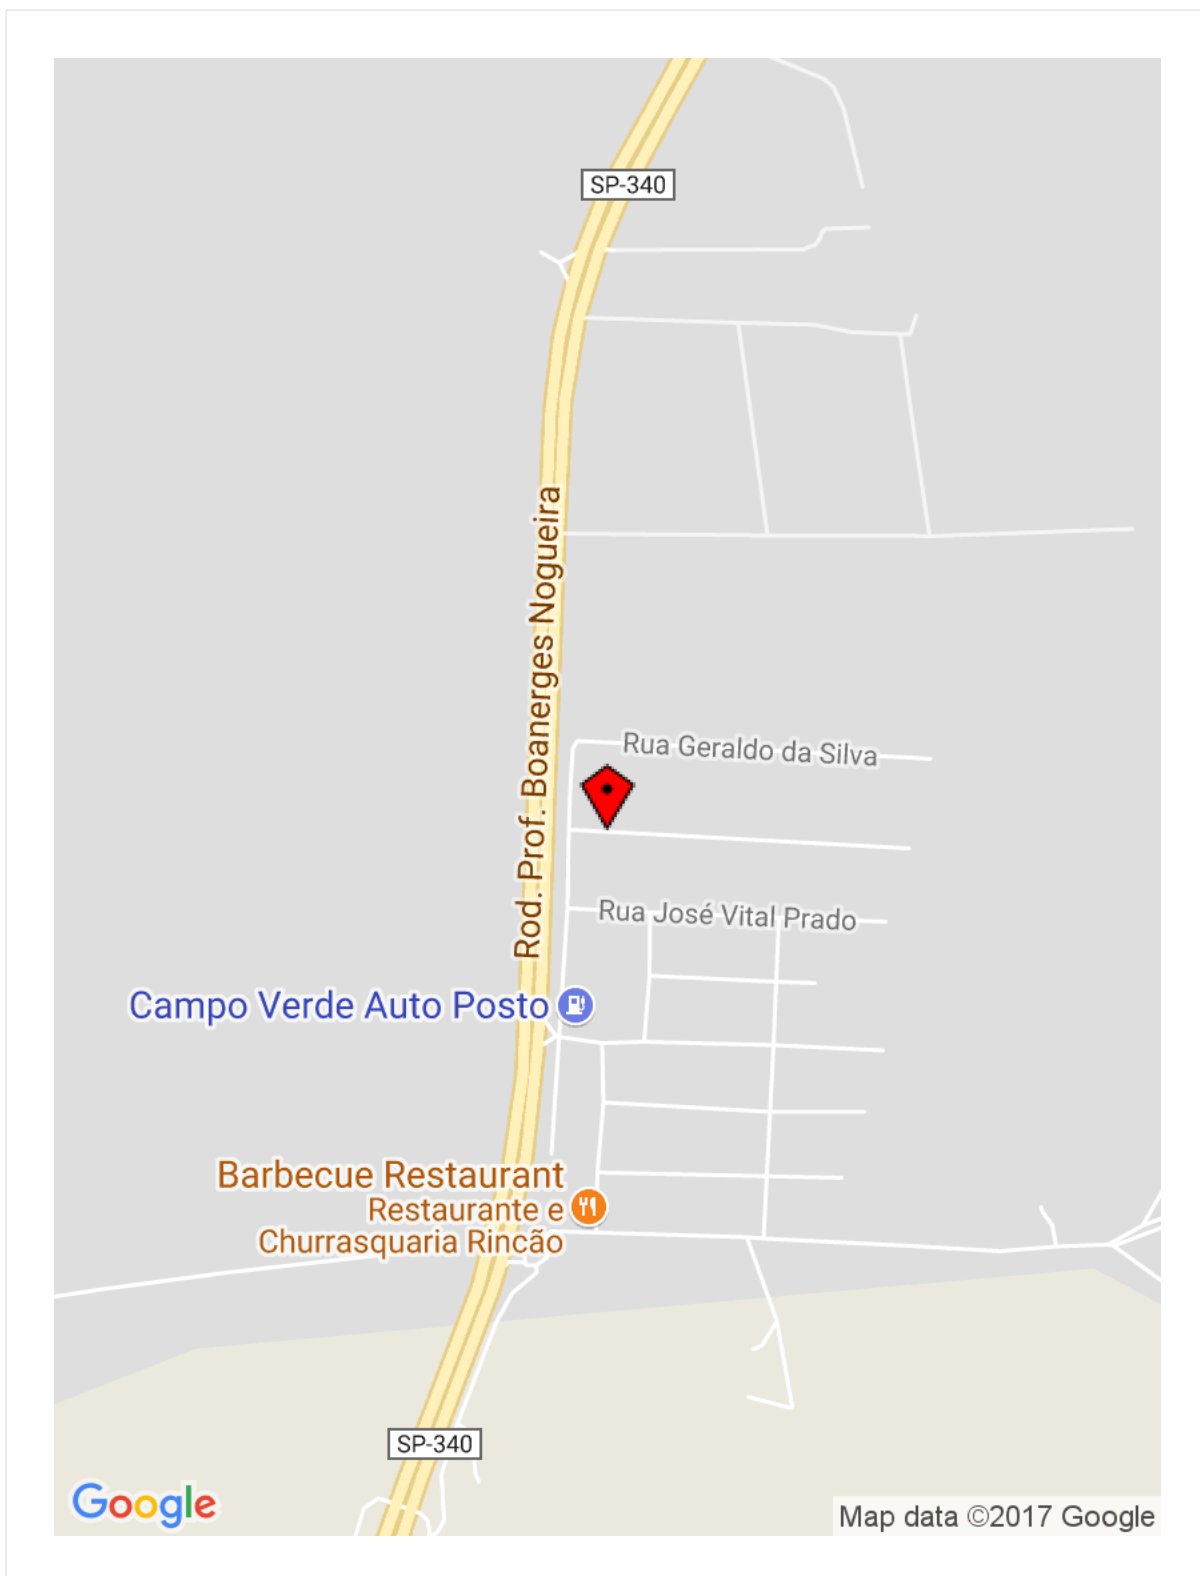 SP-340
Rod. Prof. Boanerges Nogueira
Rua Geraldo da Silva
Rua José Vital Prado
Campo Verde Auto Posto
Barbecue Restaurant
Restaurante e
Churrasquaria Rincão
SP-340
Google
Map data ©2017 Google